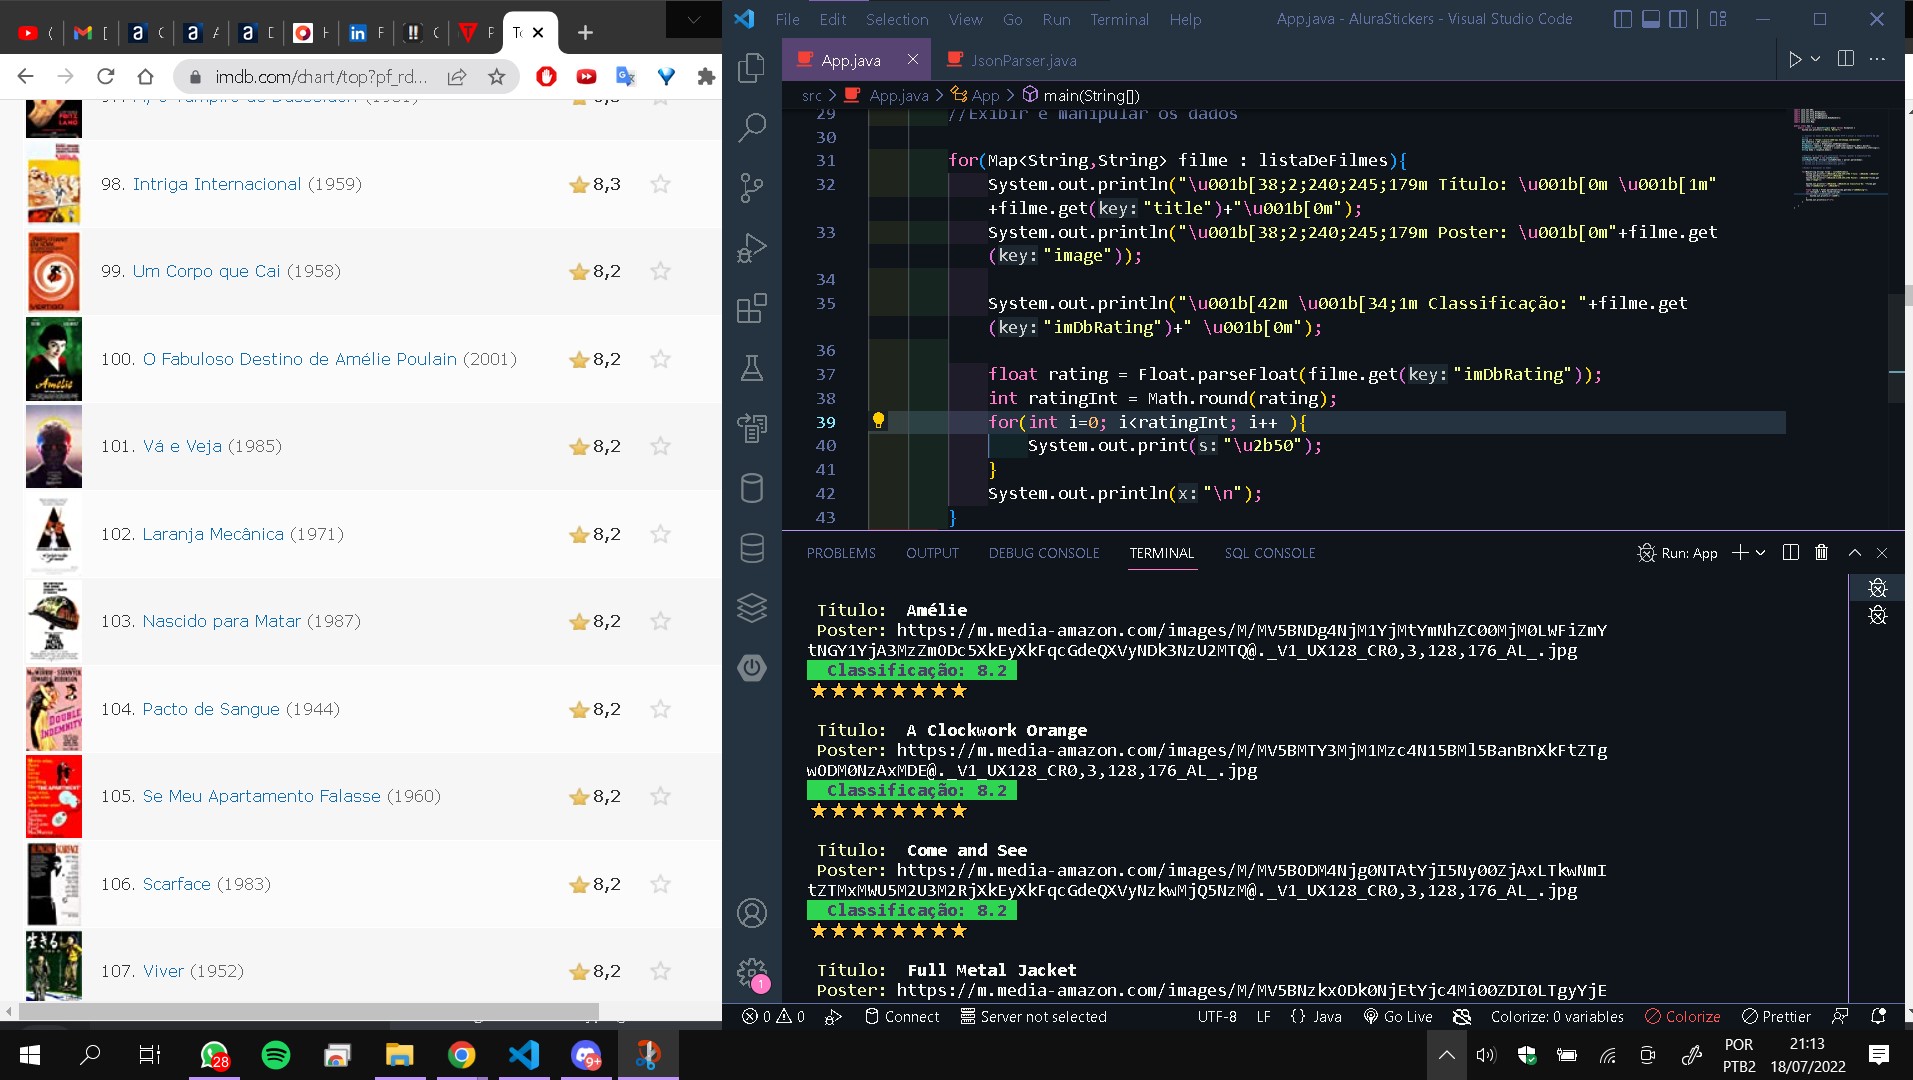 imdb.com/chart/top?pf_rd...
98. Intriga Internacional (1959) 8,3
99. Um Corpo que Cai (1958) 8,2
100. O Fabuloso Destino de Amélie Poulain (2001) 8,2
101. Vá e Veja (1985) 8,2
102. Laranja Mecânica (1971) 8,2
103. Nascido para Matar (1987) 8,2
104. Pacto de Sangue (1944) 8,2
105. Se Meu Apartamento Falasse (1960) 8,2
106. Scarface (1983) 8,2
107. Viver (1952) 8,2
File Edit Selection View Go Run Terminal Help App.java - AluraStickers - Visual Studio Code
App.java JsonParser.java
src > App.java > App > main(String[])
29 //Exibir e manipular os dados
30
31 for(Map<String,String> filme : listaDeFilmes){
32 System.out.println("\u001b[38;2;240;245;179m Título: \u001b[0m \u001b[1m"
+filme.get(key:"title")+"\u001b[0m");
33 System.out.println("\u001b[38;2;240;245;179m Poster: \u001b[0m"+filme.get
(key:"image"));
34
35 System.out.println("\u001b[42m \u001b[34;1m Classificação: "+filme.get
(key:"imDbRating")+" \u001b[0m");
36
37 float rating = Float.parseFloat(filme.get(key:"imDbRating"));
38 int ratingInt = Math.round(rating);
39 for(int i=0; i<ratingInt; i++ ){
40 System.out.print(s:"\u2b50");
41 }
42 System.out.println(x:"\n");
43 }
PROBLEMS OUTPUT DEBUG CONSOLE TERMINAL SQL CONSOLE Run: App
Título: Amélie
Poster: https://m.media-amazon.com/images/M/MV5BNDg4NjM1YjMtYmNhZC00MjM0LWFiZmY
tNGY1YjA3MzZmODc5XkEyXkFqcGdeQXVyNDk3NzU2MTQ@._V1_UX128_CR0,3,128,176_AL_.jpg
Classificação: 8.2
Título: A Clockwork Orange
Poster: https://m.media-amazon.com/images/M/MV5BMTY3MjM1Mzc4N15BMl5BanBnXkFtZTg
wODM0NzAxMDE@._V1_UX128_CR0,3,128,176_AL_.jpg
Classificação: 8.2
Título: Come and See
Poster: https://m.media-amazon.com/images/M/MV5BODM4Njg0NTAtYjI5Ny00ZjAxLTkwNmI
tZTMxMWU5M2U3M2RjXkEyXkFqcGdeQXVyNzkwMjQ5NzM@._V1_UX128_CR0,3,128,176_AL_.jpg
Classificação: 8.2
Título: Full Metal Jacket
Poster: https://m.media-amazon.com/images/M/MV5BNzkxODk0NjEtYjc4Mi00ZDI0LTgyYjE
0 0 Connect Server not selected UTF-8 LF {} Java Go Live Colorize: 0 variables Colorize Prettier
28 9+ POR 21:13
PTB2 18/07/2022